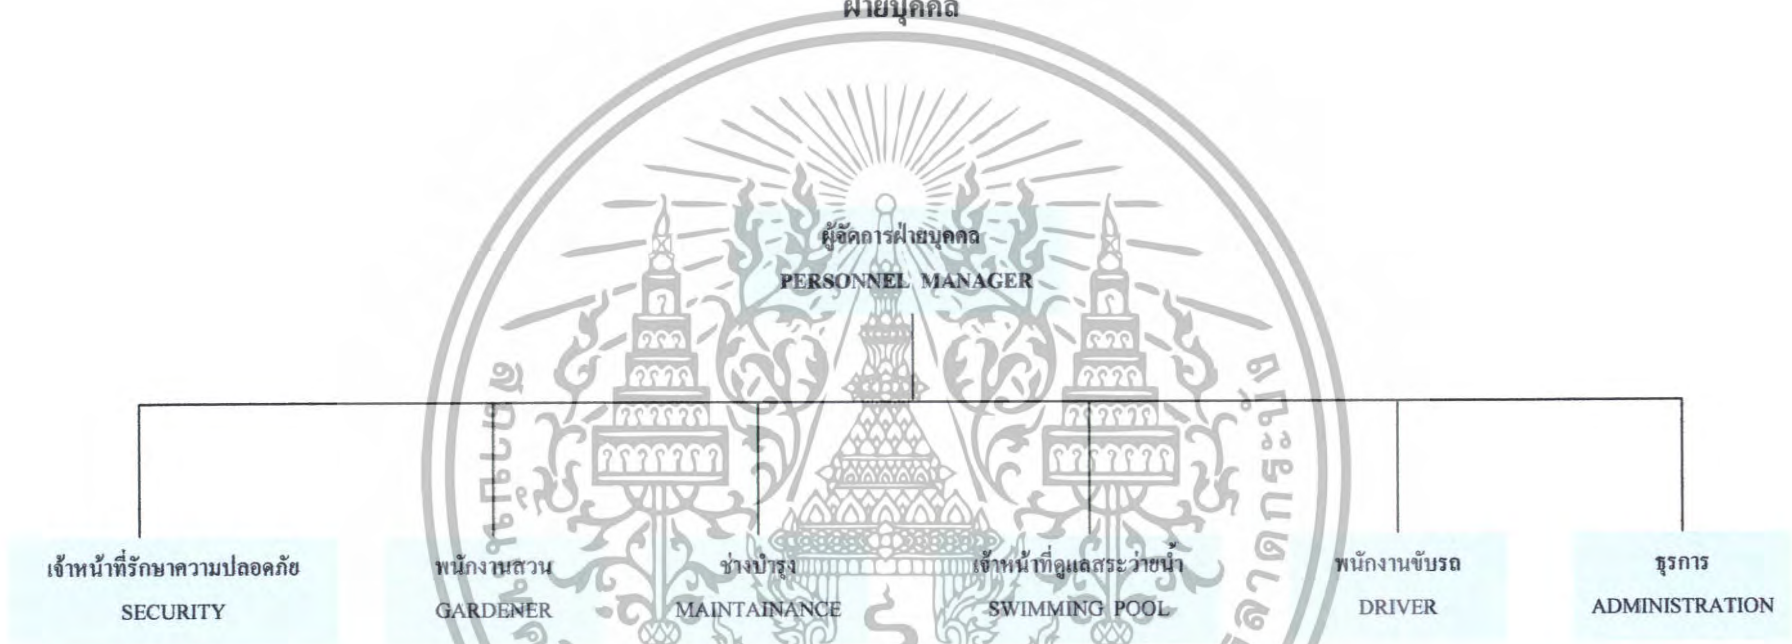 ฝ่ายบุคคล
ผู้จัดการฝ่ายบุคคล
PERSONNEL MANAGER
เจ้าหน้าที่รักษาความปลอดภัย
SECURITY
พนักงานสวน
GARDENER
ช่างบำรุง
MAINTAINANCE
เจ้าหน้าที่ดูแลสระว่ายน้ำ
SWIMMING POOL
พนักงานขับรถ
DRIVER
ธุรการ
ADMINISTRATION